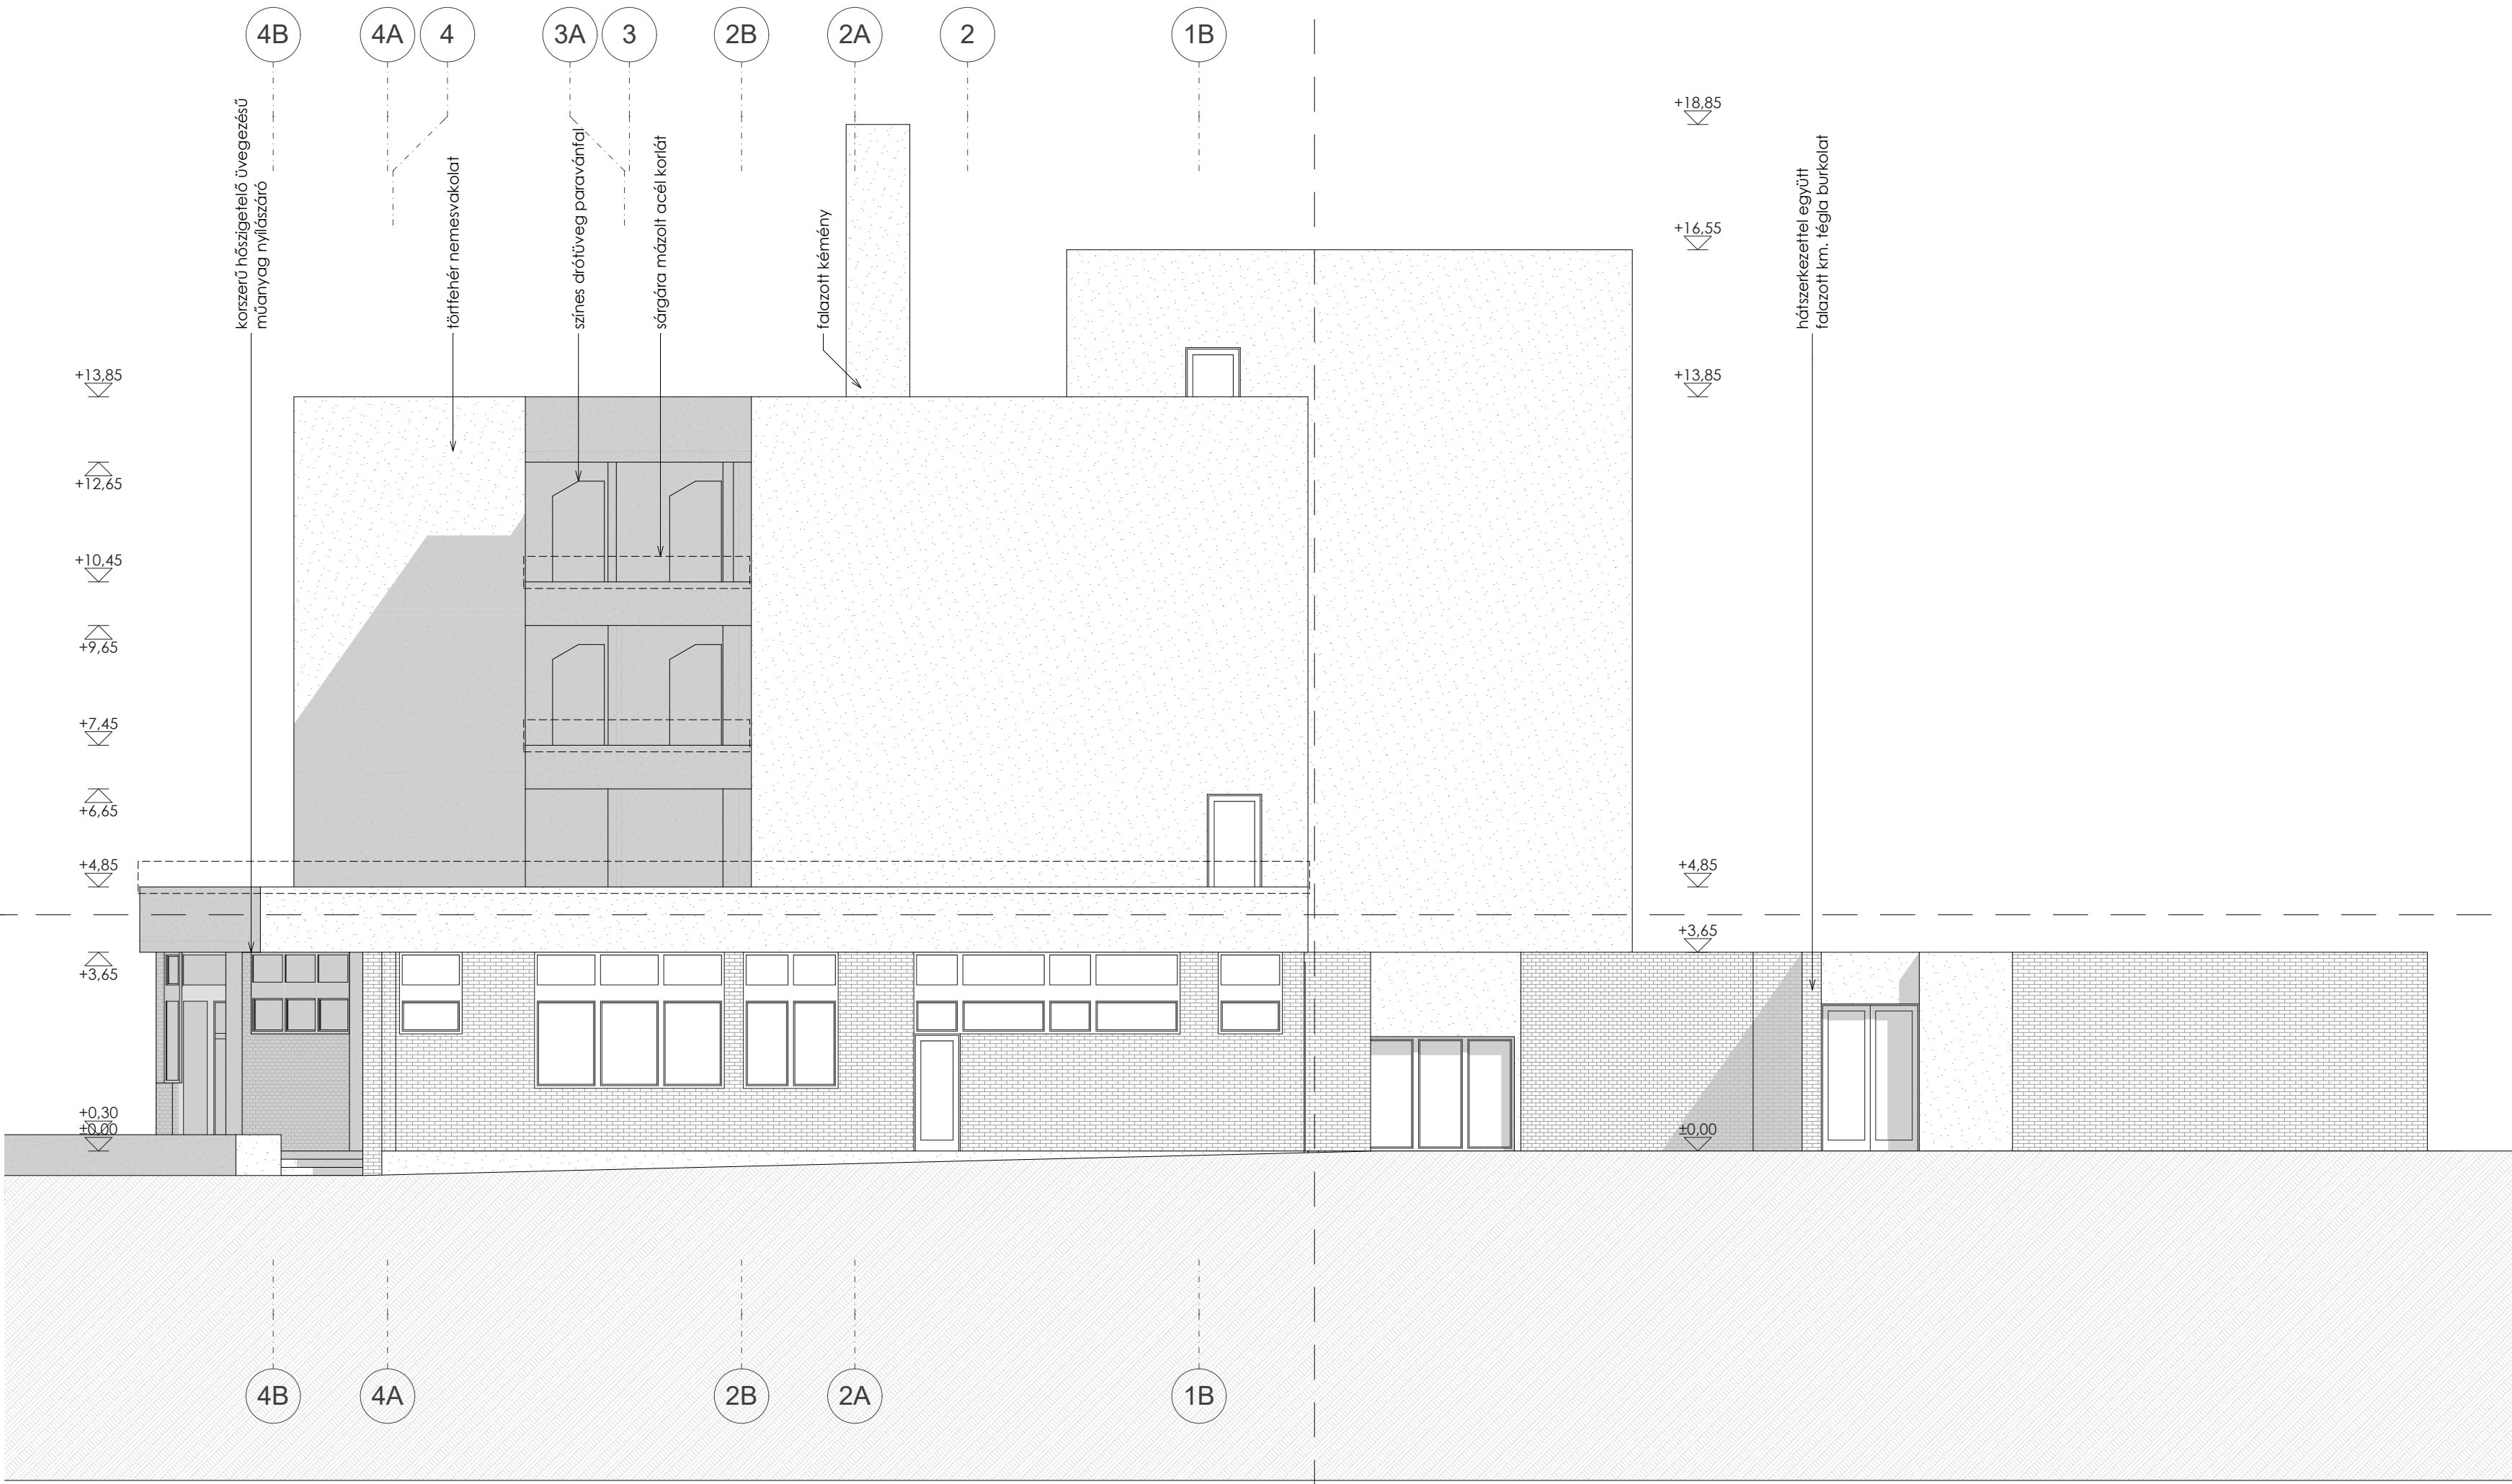 4B
4A
4
3A
3
2B
2A
2
1B
korszerű hőszigetelő üvegezésű
műanyag nyílászáró
törtfehér nemesvakolat
színes drótüveg paravánfal
sárgára mázolt acél korlát
falazott kémény
hátszerkezettel együtt
falazott km. tégla burkolat
+13,85
+12,65
+10,45
+9,65
+7,45
+6,65
+4,85
+3,65
+0,30
±0,00
+18,85
+16,55
+13,85
+4,85
+3,65
±0,00
4B
4A
2B
2A
1B